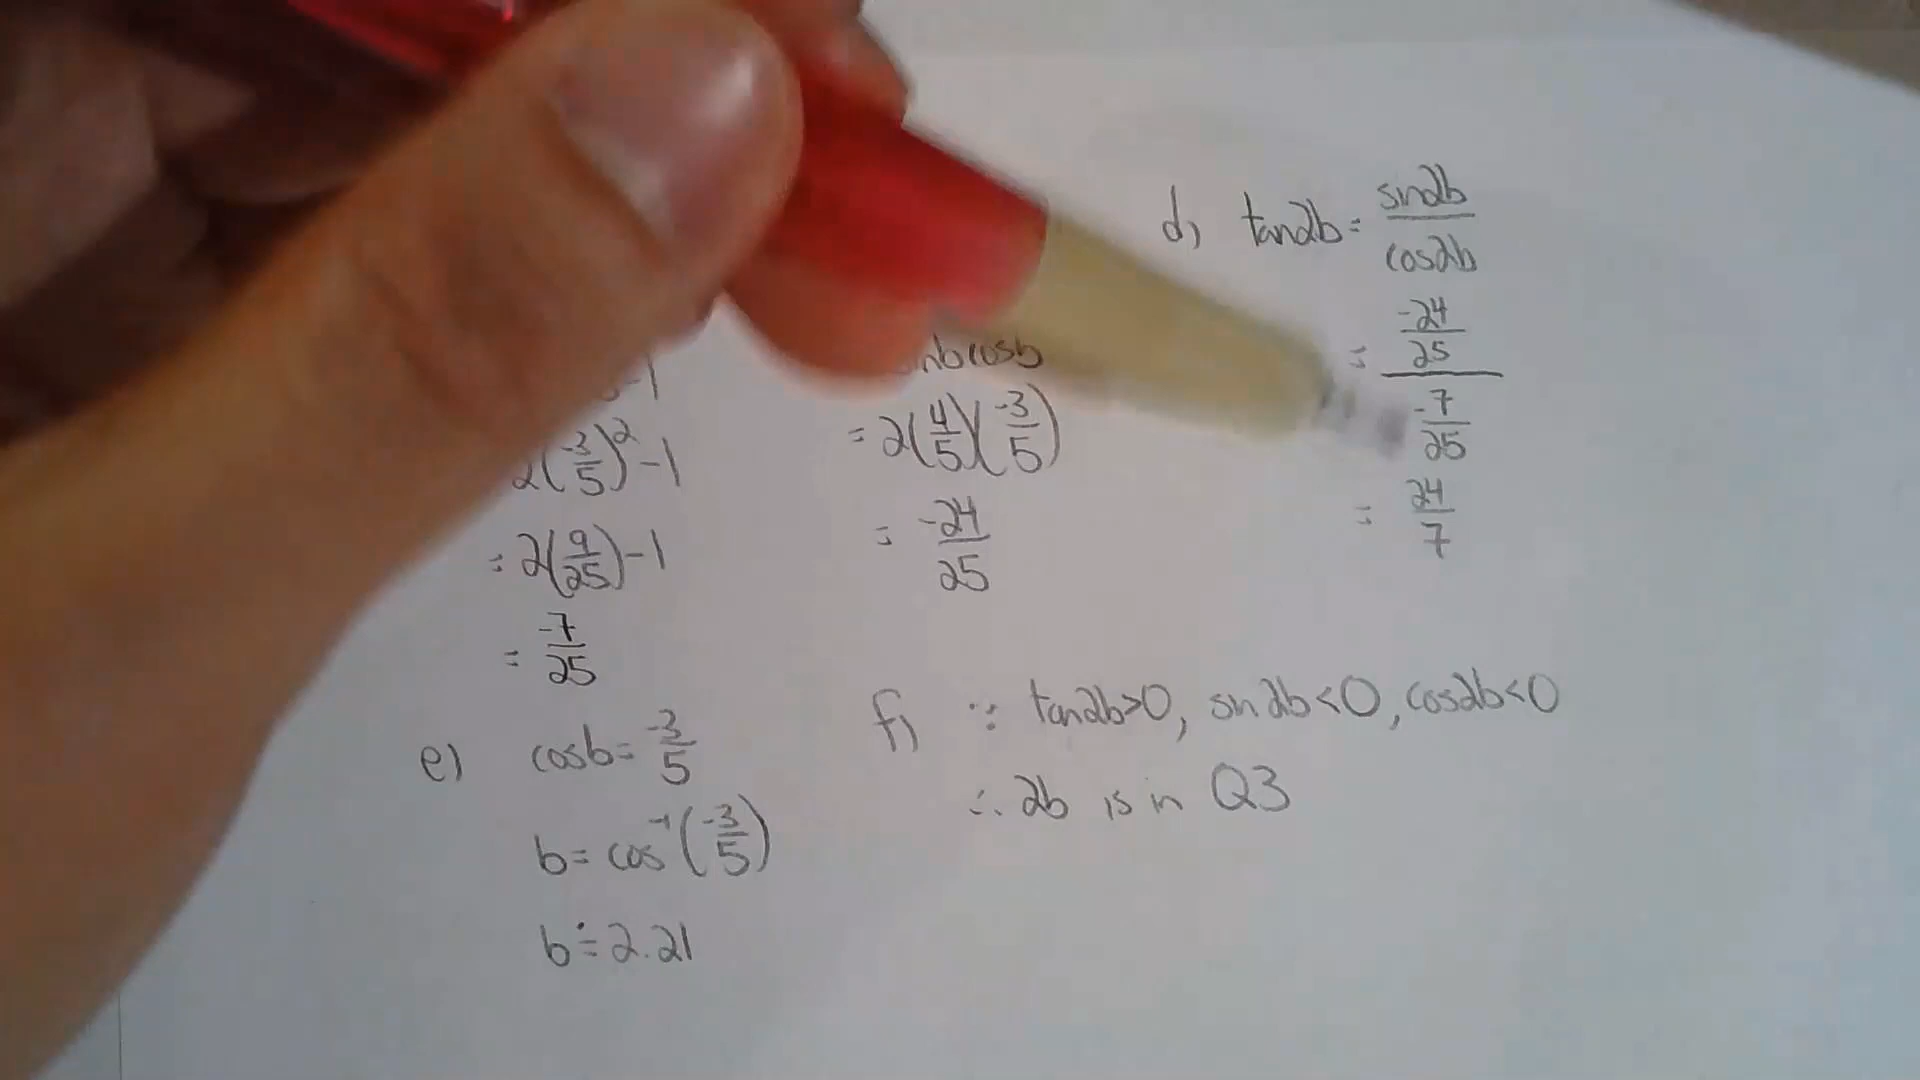 -1
2(-3/5)²-1
= 2(9/25)-1
= -7/25
cosb
= 2(4/5)(-3/5)
= -24/25
d) tan2b = sin2b/cos2b
= (-24/25)/(-7/25)
= 24/7
e) cosb = -3/5
b = cos⁻¹(-3/5)
b ≐ 2.21
f) ∵ tan2b>0, sin2b<0, cos2b<0
∴ 2b is in Q3